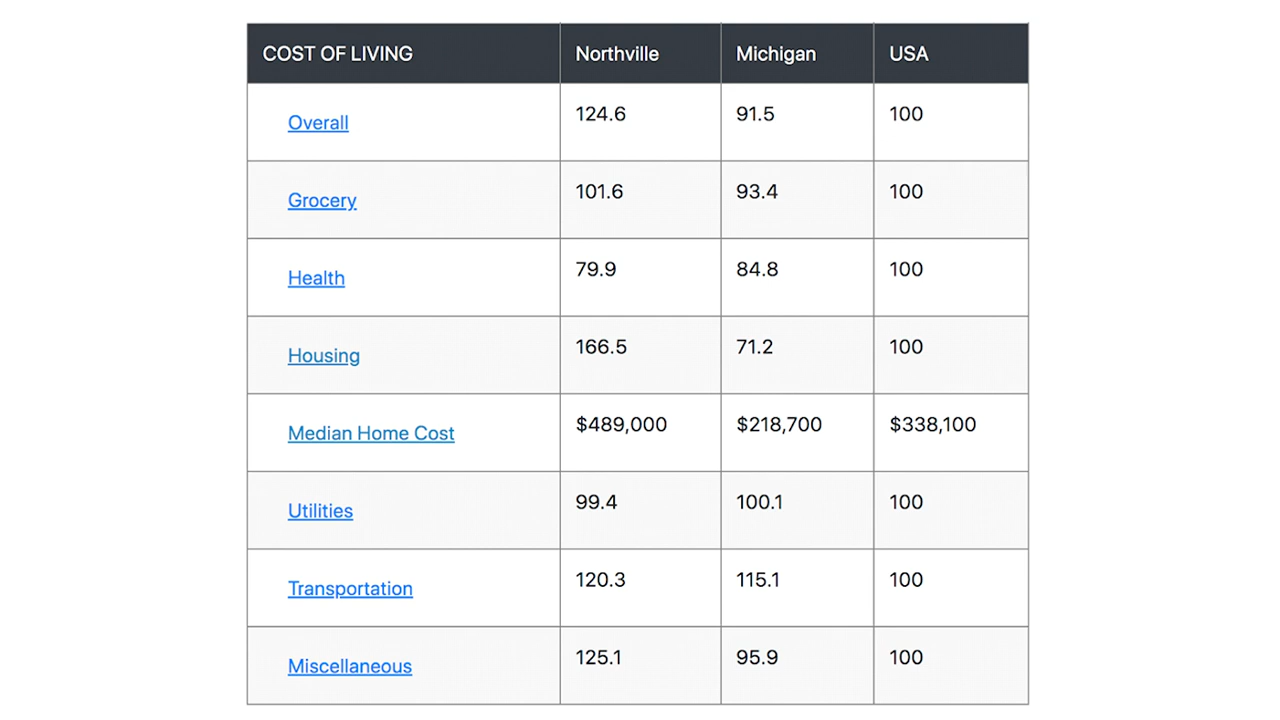 COST OF LIVING Northville Michigan USA
Overall 124.6 91.5 100
Grocery 101.6 93.4 100
Health 79.9 84.8 100
Housing 166.5 71.2 100
Median Home Cost $489,000 $218,700 $338,100
Utilities 99.4 100.1 100
Transportation 120.3 115.1 100
Miscellaneous 125.1 95.9 100